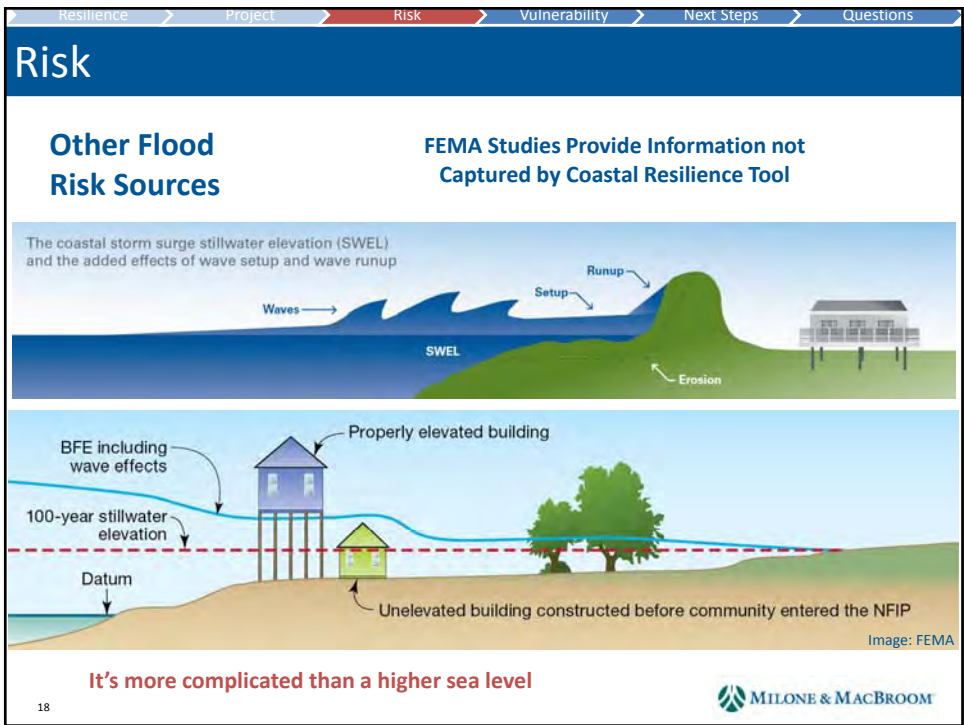 Resilience Project Risk Vulnerability Next Steps Questions
Risk
Other Flood
Risk Sources
FEMA Studies Provide Information not
Captured by Coastal Resilience Tool
The coastal storm surge stillwater elevation (SWEL)
and the added effects of wave setup and wave runup
Runup
Setup
Waves
SWEL
Erosion
Properly elevated building
BFE including
wave effects
100-year stillwater
elevation
Datum
Unelevated building constructed before community entered the NFIP
Image: FEMA
It's more complicated than a higher sea level
18
MILONE & MACBROOM